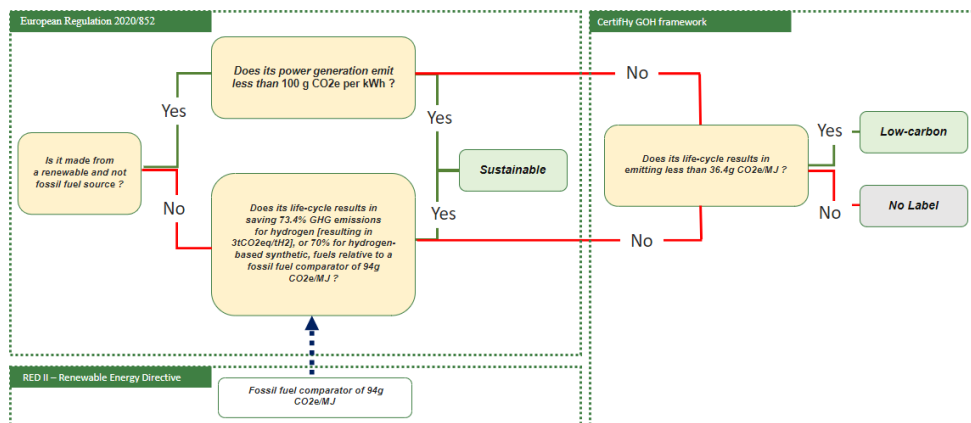 European Regulation 2020/852
CertifHy GOH framework
Does its power generation emit
less than 100 g CO2e per kWh ?
No
Yes
Yes
Yes
Low-carbon
Is it made from
a renewable and not
fossil fuel source ?
Sustainable
Does its life-cycle results in
emitting less than 36.4g CO2e/MJ ?
No
Does its life-cycle results in
saving 73.4% GHG emissions
for hydrogen [resulting in
3tCO2eq/tH2], or 70% for hydrogen-
based synthetic, fuels relative to a
fossil fuel comparator of 94g
CO2e/MJ ?
Yes
No
No
No Label
RED II – Renewable Energy Directive
Fossil fuel comparator of 94g
CO2e/MJ